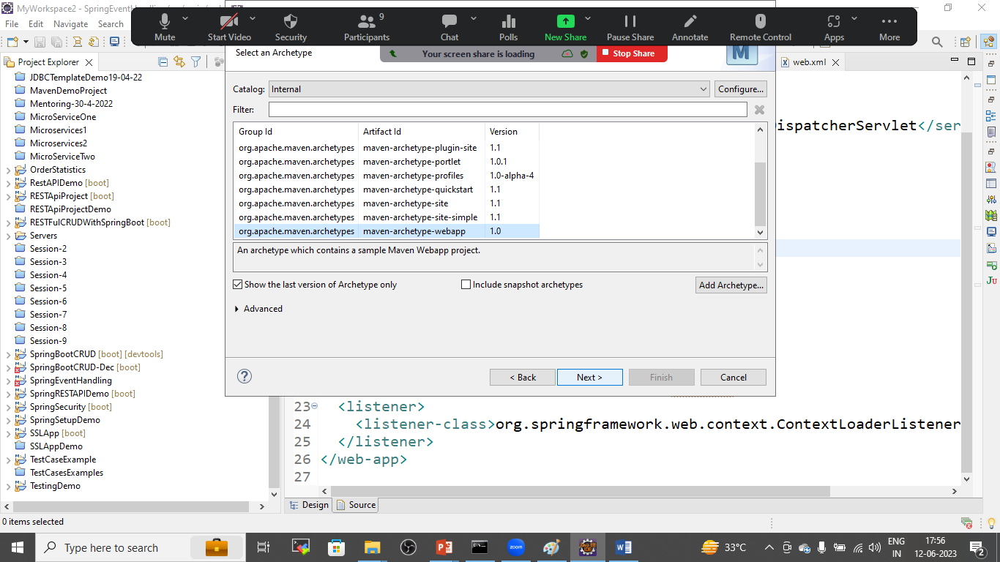 MyWorkspace2 - SpringEventHandling/
File Edit Navigate Search
Mute
Start Video
Security
9
Participants
Chat
Polls
New Share
Pause Share
Annotate
Remote Control
Apps
More
Your screen share is loading
Stop Share
Project Explorer
JDBCTemplateDemo19-04-22
MavenDemoProject
Mentoring-30-4-2022
MicroServiceOne
Microservices1
Microservices2
MicroServiceTwo
OrderStatistics
RestAPIDemo [boot]
RESTApiProject [boot]
RESTApiProjectDemo
RESTFulCRUDWithSpringBoot [boot]
Servers
Session-2
Session-3
Session-4
Session-5
Session-6
Session-7
Session-8
Session-9
SpringBootCRUD [boot] [devtools]
SpringBootCRUD-Dec [boot]
SpringEventHandling
SpringRESTAPIDemo [boot]
SpringSecurity [boot]
SpringSetupDemo
SSLApp [boot]
SSLAppDemo
TestCaseExample
TestCasesExamples
TestingDemo
0 items selected
Select an Archetype
M
Catalog: Internal Configure...
Filter:
Group Id Artifact Id Version
org.apache.maven.archetypes maven-archetype-plugin-site 1.1
org.apache.maven.archetypes maven-archetype-portlet 1.0.1
org.apache.maven.archetypes maven-archetype-profiles 1.0-alpha-4
org.apache.maven.archetypes maven-archetype-quickstart 1.1
org.apache.maven.archetypes maven-archetype-site 1.1
org.apache.maven.archetypes maven-archetype-site-simple 1.1
org.apache.maven.archetypes maven-archetype-webapp 1.0
An archetype which contains a sample Maven Webapp project.
Show the last version of Archetype only Include snapshot archetypes Add Archetype...
Advanced
< Back Next > Finish Cancel
web.xml
ispatcherServlet</ser
23 <listener>
24 <listener-class>org.springframework.web.context.ContextLoaderListener
25 </listener>
26 </web-app>
27
Design Source
Type here to search
zoom
33°C
ENG
IN
17:56
12-06-2023
2